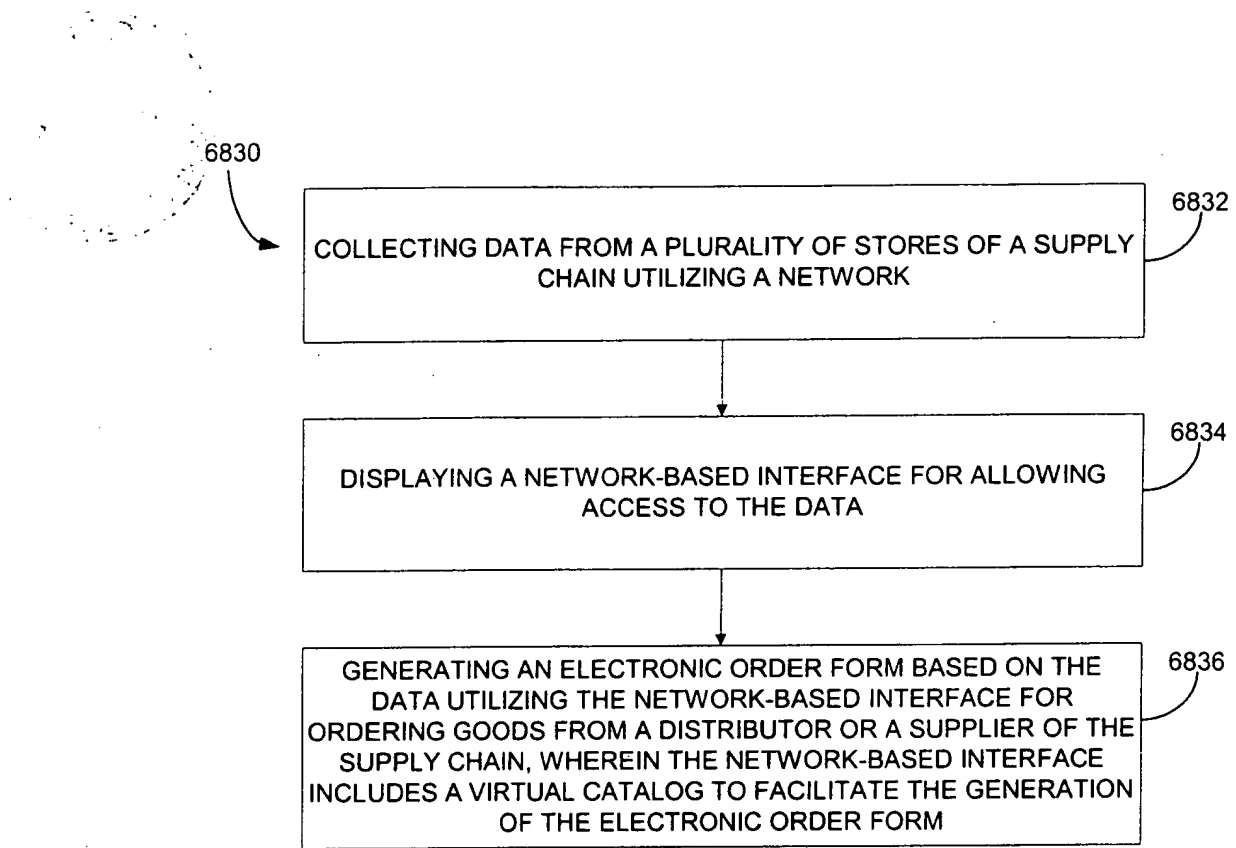 6830
6832
COLLECTING DATA FROM A PLURALITY OF STORES OF A SUPPLY
CHAIN UTILIZING A NETWORK
6834
DISPLAYING A NETWORK-BASED INTERFACE FOR ALLOWING
ACCESS TO THE DATA
6836
GENERATING AN ELECTRONIC ORDER FORM BASED ON THE
DATA UTILIZING THE NETWORK-BASED INTERFACE FOR
ORDERING GOODS FROM A DISTRIBUTOR OR A SUPPLIER OF THE
SUPPLY CHAIN, WHEREIN THE NETWORK-BASED INTERFACE
INCLUDES A VIRTUAL CATALOG TO FACILITATE THE GENERATION
OF THE ELECTRONIC ORDER FORM